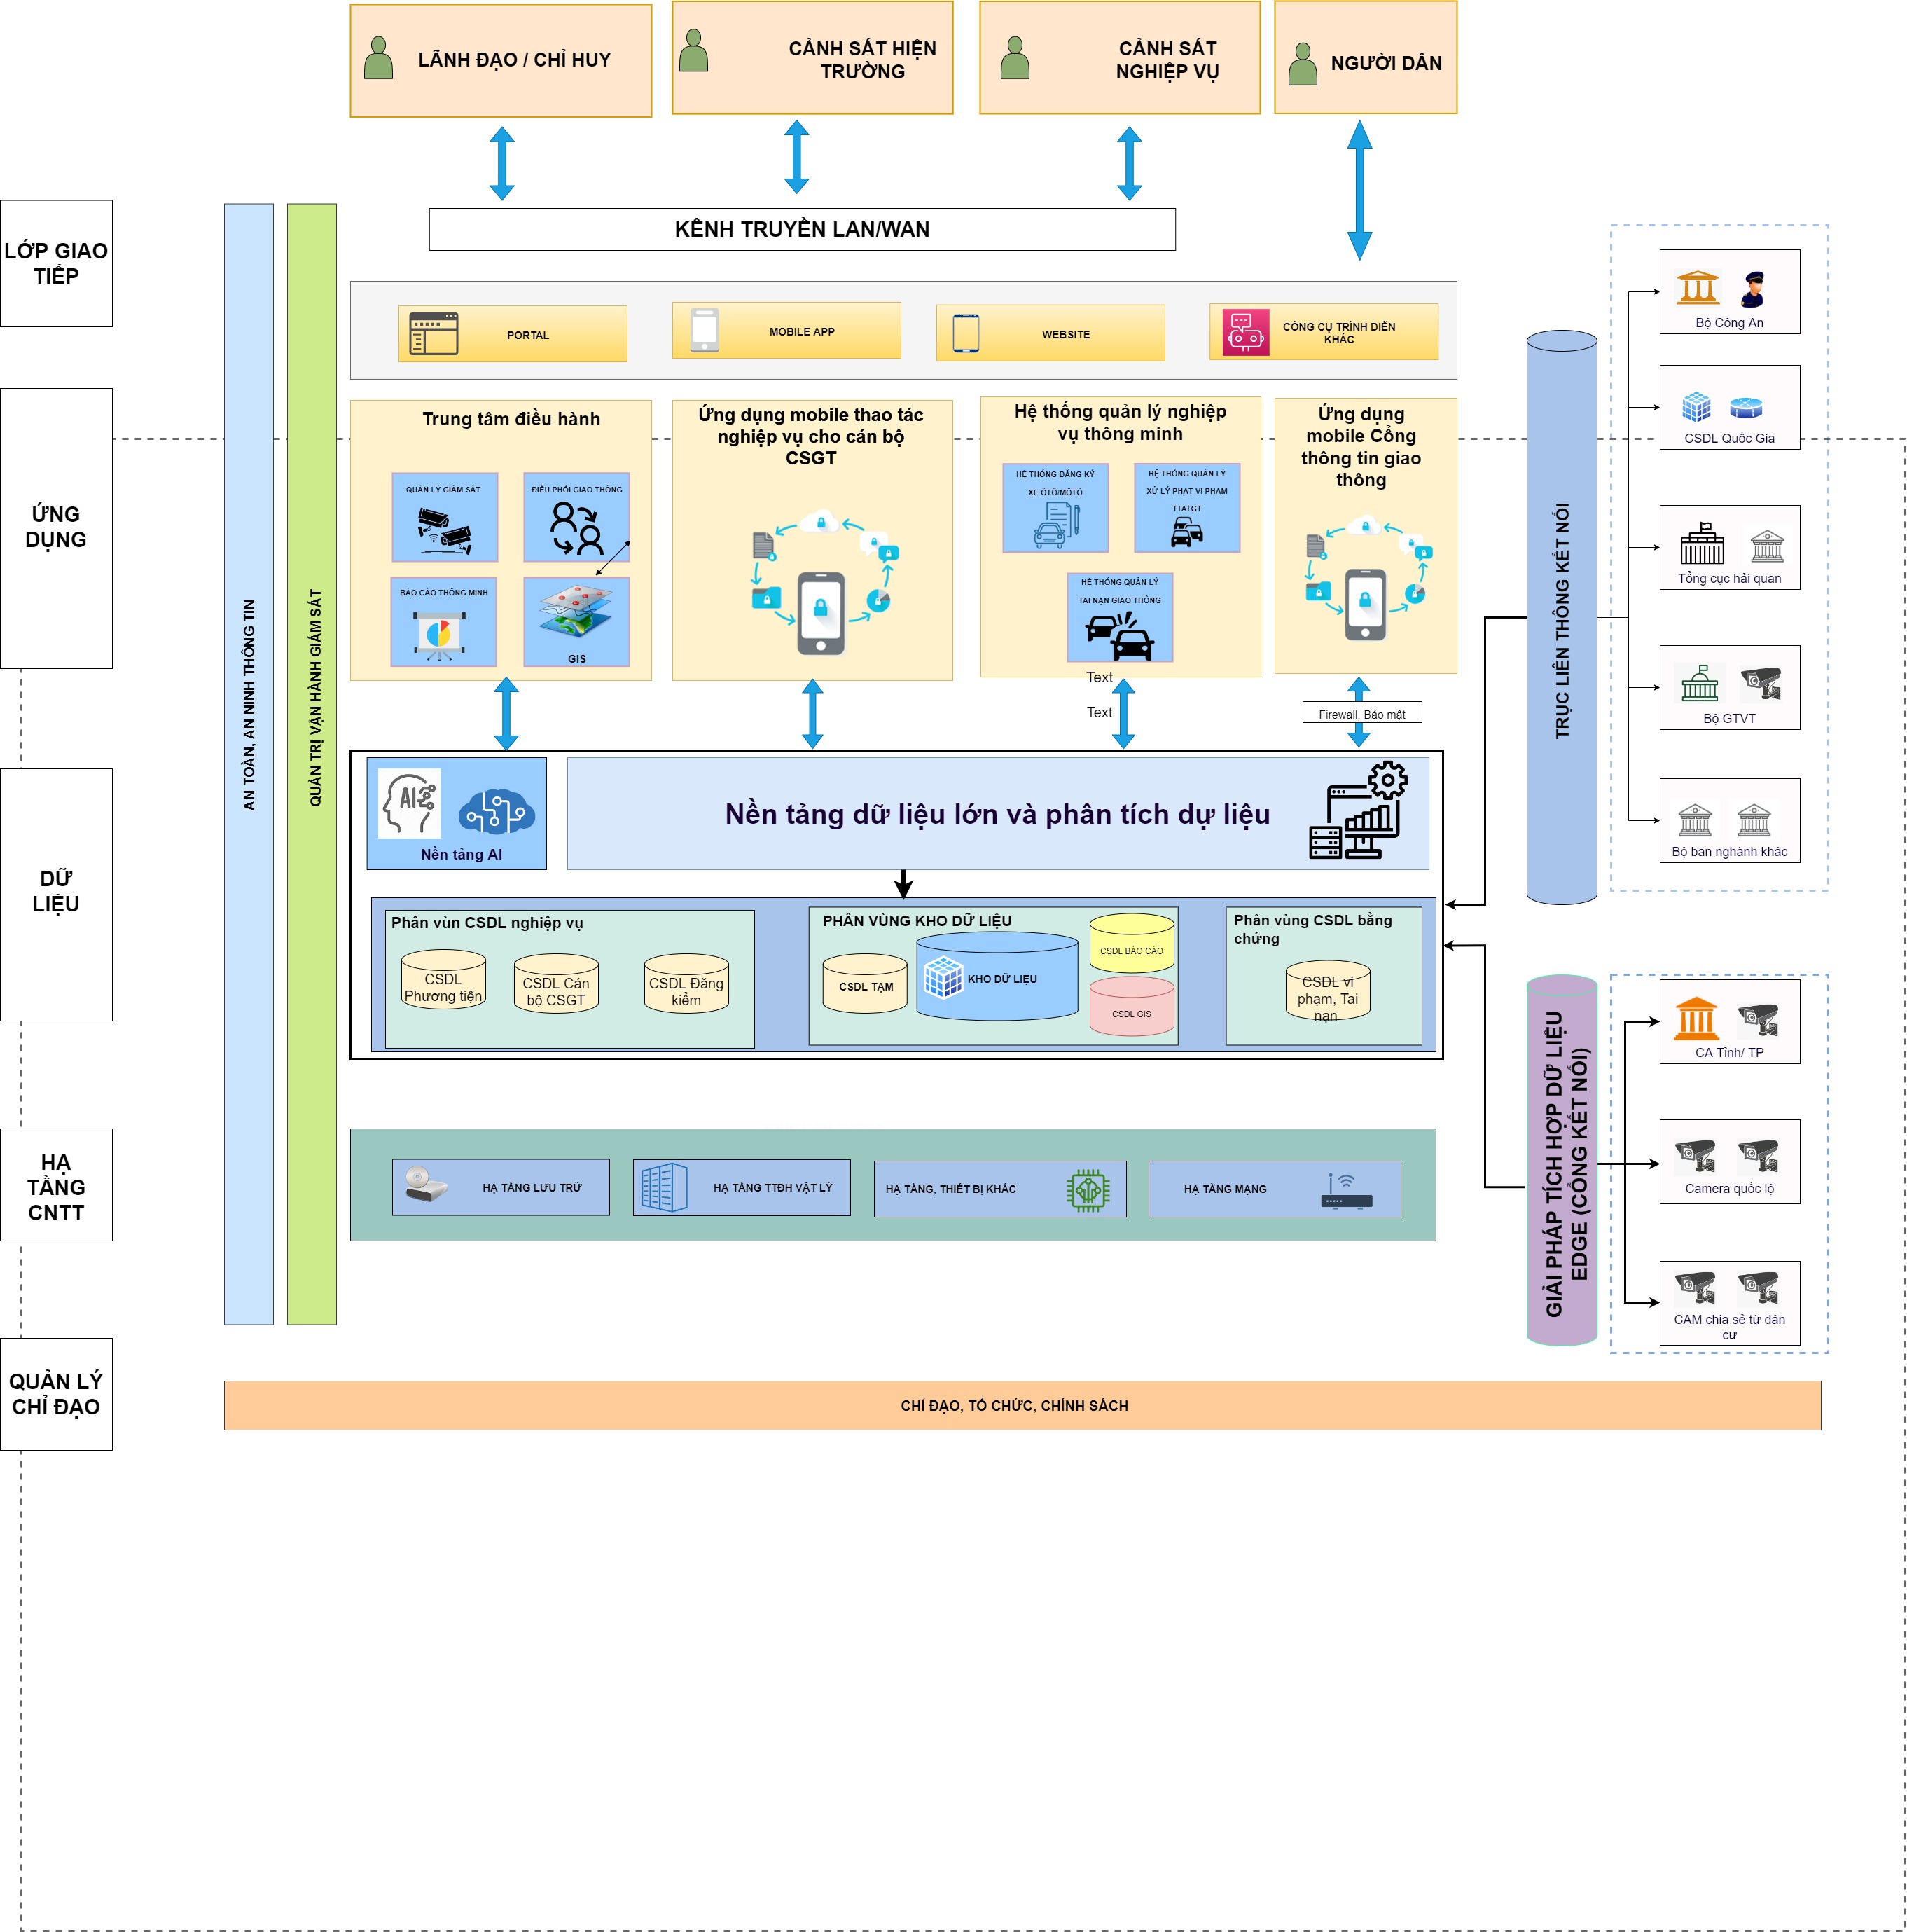 LÃNH ĐẠO / CHỈ HUY
CẢNH SÁT HIỆN
TRƯỜNG
CẢNH SÁT
NGHIỆP VỤ
NGƯỜI DÂN
LỚP GIAO
TIẾP
KÊNH TRUYỀN LAN/WAN
PORTAL
MOBILE APP
WEBSITE
CÔNG CỤ TRÌNH DIỄN
KHÁC
ỨNG
DỤNG
AN TOÀN, AN NINH THÔNG TIN
QUẢN TRỊ VẬN HÀNH GIÁM SÁT
Trung tâm điều hành
QUẢN LÝ GIÁM SÁT
ĐIỀU PHỐI GIAO THÔNG
BÁO CÁO THÔNG MINH
GIS
Ứng dụng mobile thao tác
nghiệp vụ cho cán bộ
CSGT
Hệ thống quản lý nghiệp
vụ thông minh
HỆ THỐNG ĐĂNG KÝ
XE ÔTÔ/MÔTÔ
HỆ THỐNG QUẢN LÝ
XỬ LÝ PHẠT VI PHẠM
TTATGT
HỆ THỐNG QUẢN LÝ
TAI NẠN GIAO THÔNG
Text
Text
Ứng dụng
mobile Cổng
thông tin giao
thông
Firewall, Bảo mật
TRỤC LIÊN THÔNG KẾT NỐI
Bộ Công An
CSDL Quốc Gia
Tổng cục hải quan
Bộ GTVT
Bộ ban nghành khác
DỮ
LIỆU
Nền tảng AI
Nền tảng dữ liệu lớn và phân tích dự liệu
Phân vùn CSDL nghiệp vụ
CSDL
Phương tiện
CSDL Cán
bộ CSGT
CSDL Đăng
kiểm
PHÂN VÙNG KHO DỮ LIỆU
CSDL TẠM
KHO DỮ LIỆU
CSDL BÁO CÁO
CSDL GIS
Phân vùng CSDL bằng
chứng
CSDL vi
phạm, Tai
nạn
GIẢI PHÁP TÍCH HỢP DỮ LIỆU
EDGE (CỔNG KẾT NỐI)
CA Tỉnh/ TP
Camera quốc lộ
CAM chia sẻ từ dân
cư
HẠ
TẦNG
CNTT
HẠ TẦNG LƯU TRỮ
HẠ TẦNG TTĐH VẬT LÝ
HẠ TẦNG, THIẾT BỊ KHÁC
HẠ TẦNG MẠNG
QUẢN LÝ
CHỈ ĐẠO
CHỈ ĐẠO, TỔ CHỨC, CHÍNH SÁCH
AI